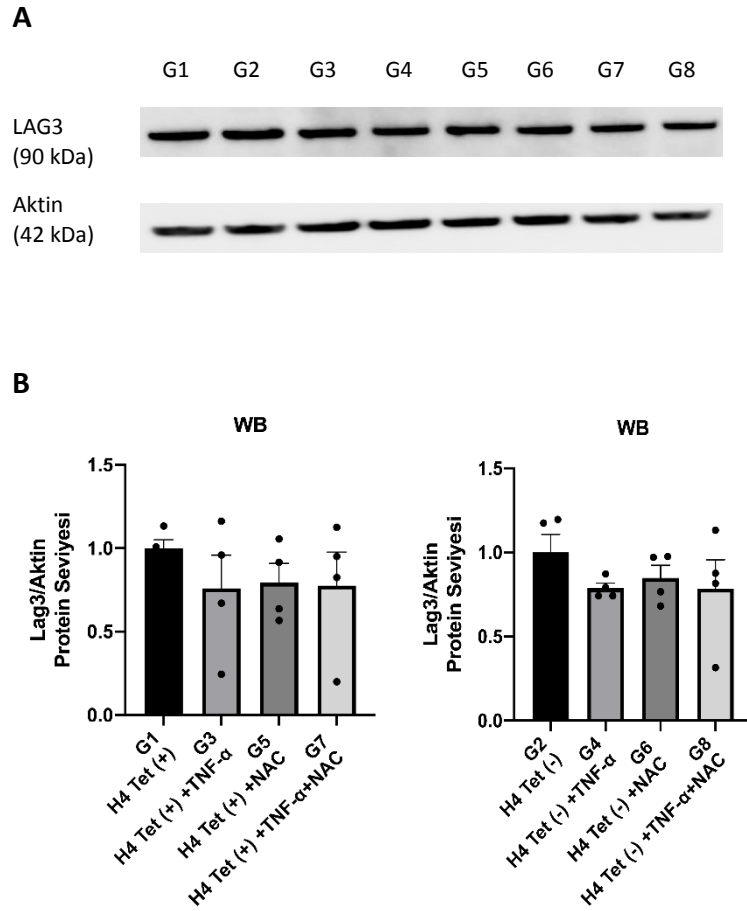 A
G1 G2 G3 G4 G5 G6 G7 G8
LAG3
(90 kDa)
Aktin
(42 kDa)
B
WB
Lag3/Aktin
Protein Seviyesi
1.5
1.0
0.5
0.0
G1
H4 Tet (+)
G3
H4 Tet (+) +TNF-α
G5
H4 Tet (+) +NAC
G7
H4 Tet (+) +TNF-α+NAC
WB
Lag3/Aktin
Protein Seviyesi
1.5
1.0
0.5
0.0
G2
H4 Tet (-)
G4
H4 Tet (-) +TNF-α
G6
H4 Tet (-) +NAC
G8
H4 Tet (-) +TNF-α+NAC